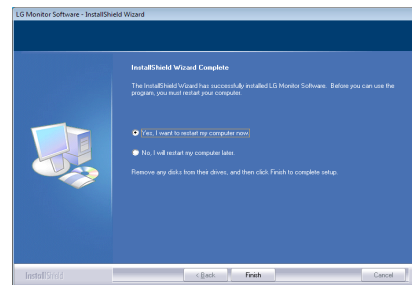 LG Monitor Software - InstallShield Wizard
InstallShield Wizard Complete
The InstallShield Wizard has successfully installed LG Monitor Software. Before you can use the
program, you must restart your computer.
Yes, I want to restart my computer now.
No, I will restart my computer later.
Remove any disks from their drives, and then click Finish to complete setup.
InstallShield
< Back
Finish
Cancel